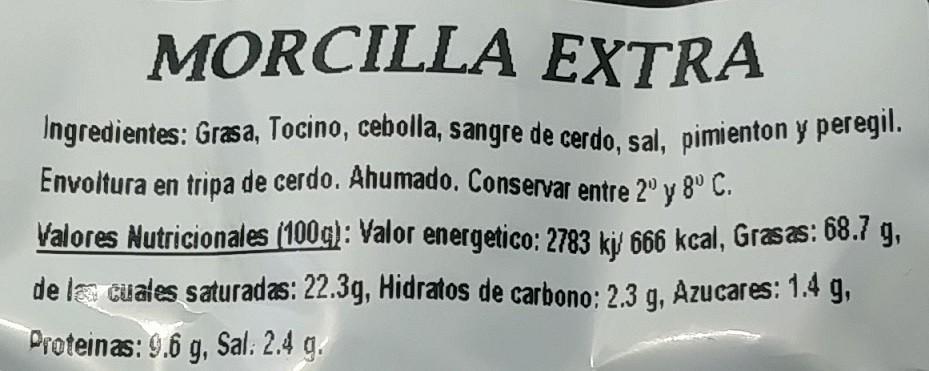 MORCILLA EXTRA
Ingredientes: Grasa, Tocino, cebolla, sangre de cerdo, sal, pimienton y peregil.
Envoltura en tripa de cerdo. Ahumado. Conservar entre 2º y 8º C.
Valores Nutricionales (100g): Valor energetico: 2783 kj/ 666 kcal, Grasas: 68.7 g,
de las cuales saturadas: 22.3g, Hidratos de carbono: 2.3 g, Azucares: 1.4 g,
Proteinas: 9.6 g, Sal: 2.4 g.